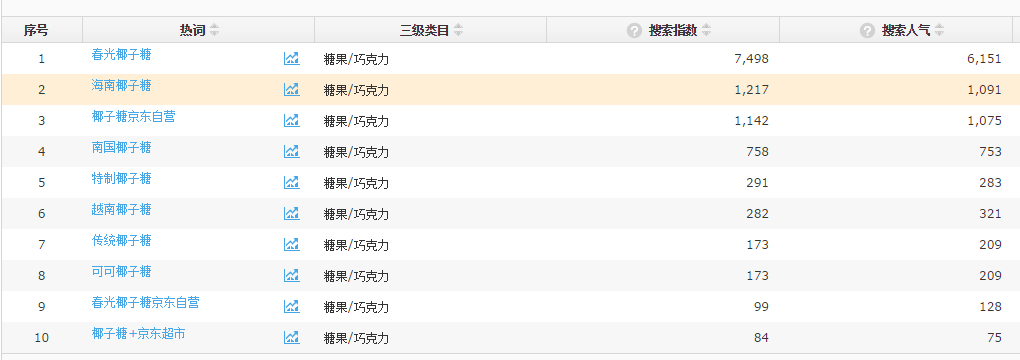 序号 热词 三级类目 ? 搜索指数 ? 搜索人气
1 春光椰子糖 糖果/巧克力 7,498 6,151
2 海南椰子糖 糖果/巧克力 1,217 1,091
3 椰子糖京东自营 糖果/巧克力 1,142 1,075
4 南国椰子糖 糖果/巧克力 758 753
5 特制椰子糖 糖果/巧克力 291 283
6 越南椰子糖 糖果/巧克力 282 321
7 传统椰子糖 糖果/巧克力 173 209
8 可可椰子糖 糖果/巧克力 173 209
9 春光椰子糖京东自营 糖果/巧克力 99 128
10 椰子糖+京东超市 糖果/巧克力 84 75